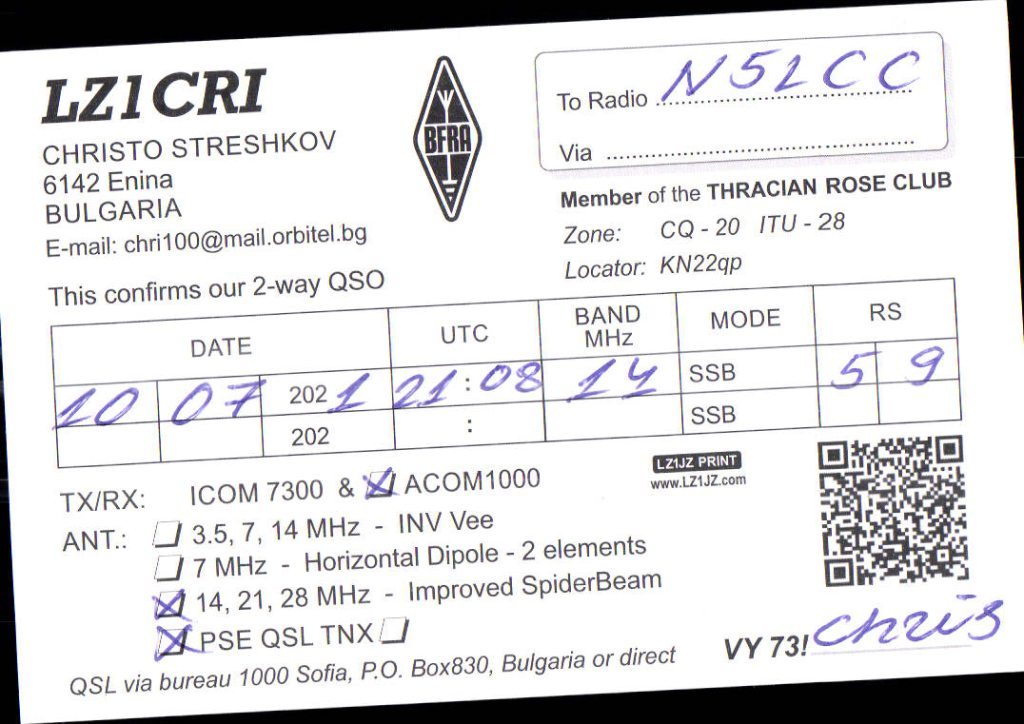 LZ1CRI
CHRISTO STRESHKOV
6142 Enina
BULGARIA
E-mail: chri100@mail.orbitel.bg
BFRA
To Radio N5LCC
Via
Member of the THRACIAN ROSE CLUB
Zone: CQ - 20 ITU - 28
Locator: KN22qp
This confirms our 2-way QSO
DATE UTC BAND MHz MODE RS
10 07 2021 21:08 14 SSB 5 9
202 : SSB
TX/RX: ICOM 7300 & ACOM1000
LZ1JZ PRINT
www.LZ1JZ.com
ANT.: 3.5, 7, 14 MHz - INV Vee
7 MHz - Horizontal Dipole - 2 elements
14, 21, 28 MHz - Improved SpiderBeam
PSE QSL TNX
VY 73! Chris
QSL via bureau 1000 Sofia, P.O. Box830, Bulgaria or direct